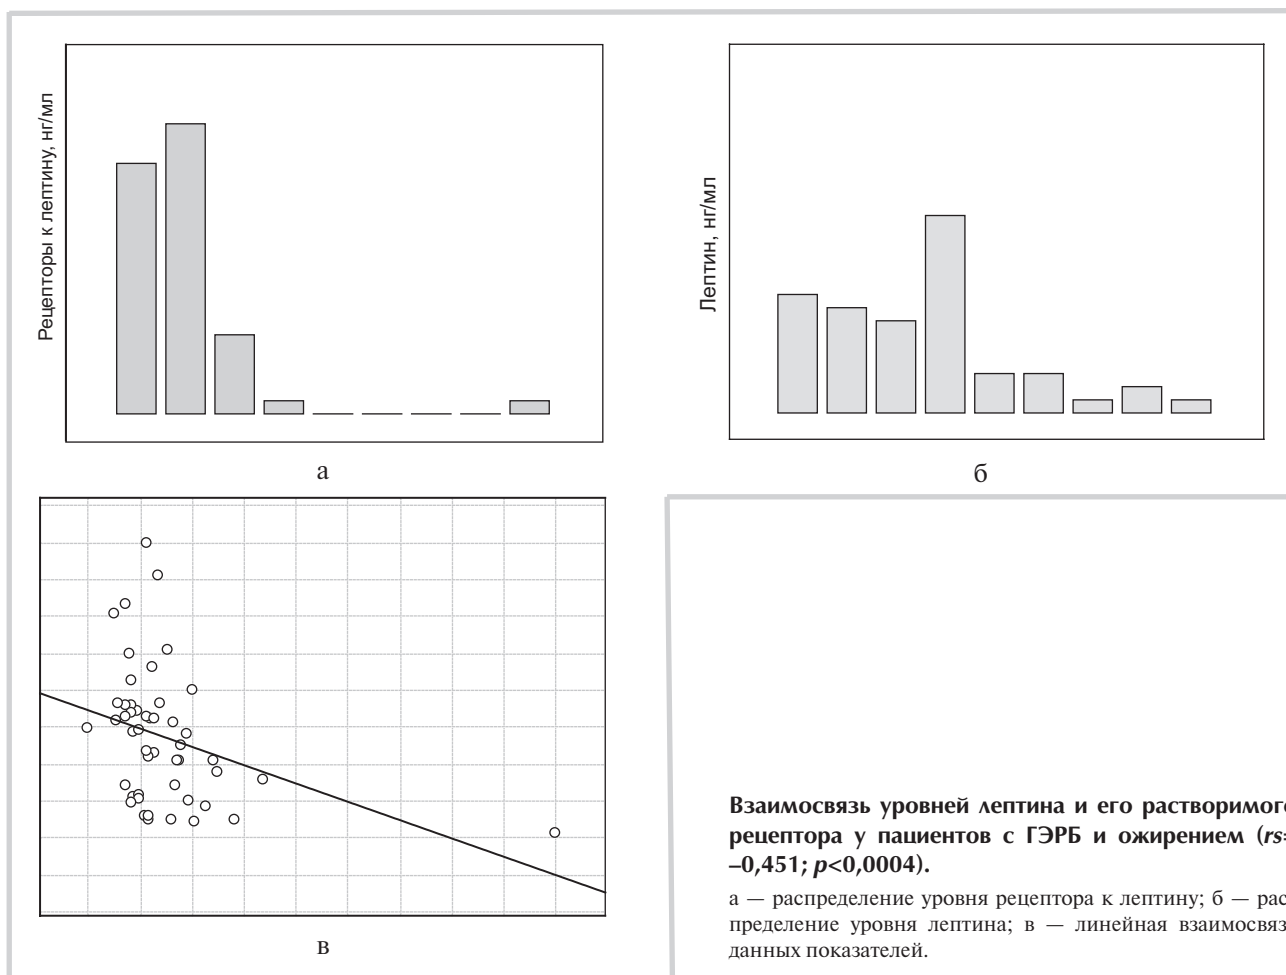 Рецепторы к лептину, нг/мл
Лептин, нг/мл
а
б
в
Взаимосвязь уровней лептина и его растворимого
рецептора у пациентов с ГЭРБ и ожирением (rs=
–0,451; p<0,0004).
а — распределение уровня рецептора к лептину; б — рас
пределение уровня лептина; в — линейная взаимосвяз
данных показателей.